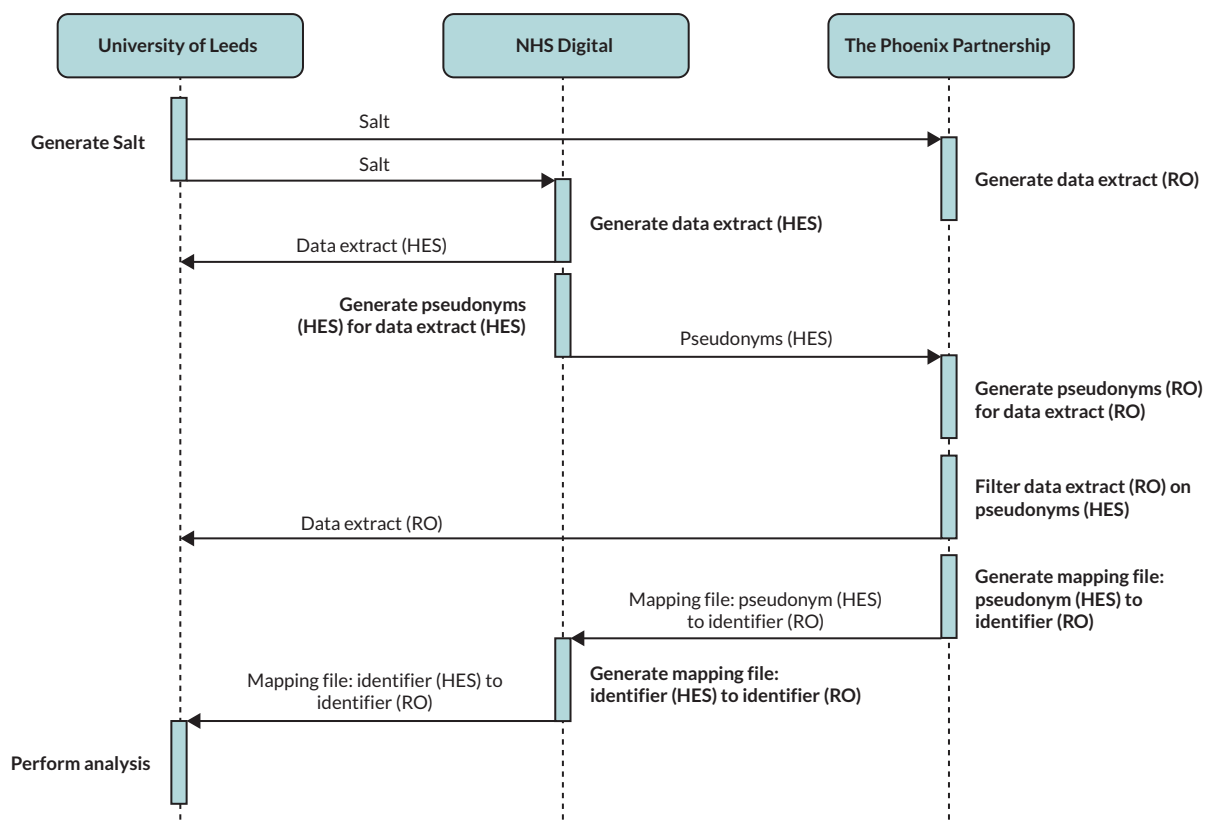 University of Leeds
NHS Digital
The Phoenix Partnership
Salt
Generate Salt
Salt
Generate data extract (RO)
Generate data extract (HES)
Data extract (HES)
Generate pseudonyms
(HES) for data extract (HES)
Pseudonyms (HES)
Generate pseudonyms (RO)
for data extract (RO)
Filter data extract (RO) on
pseudonyms (HES)
Data extract (RO)
Generate mapping file:
pseudonym (HES) to
identifier (RO)
Mapping file: pseudonym (HES)
to identifier (RO)
Generate mapping file:
identifier (HES) to identifier (RO)
Mapping file: identifier (HES) to
identifier (RO)
Perform analysis